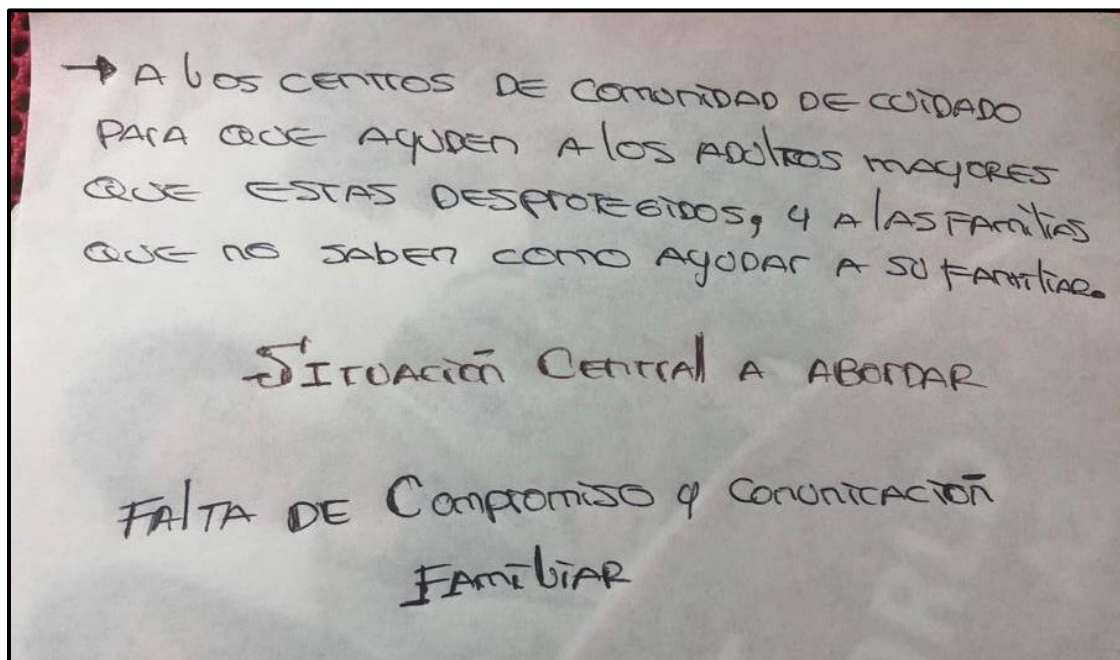 → A los CENTROS DE COMUNIDAD DE CUIDADO
PARA QUE AYUDEN A los ADULTOS MAYORES
QUE ESTAS DESPROTEGIDOS, y A lAS FAMilias
QUE NO SABEN COMO AYUDAR A SU FAMiliAR.
SITUACIÓN CENTRAl A ABORDAR
FAlTA DE Compromiso y COMUNICACIÓN
FAMiliAR